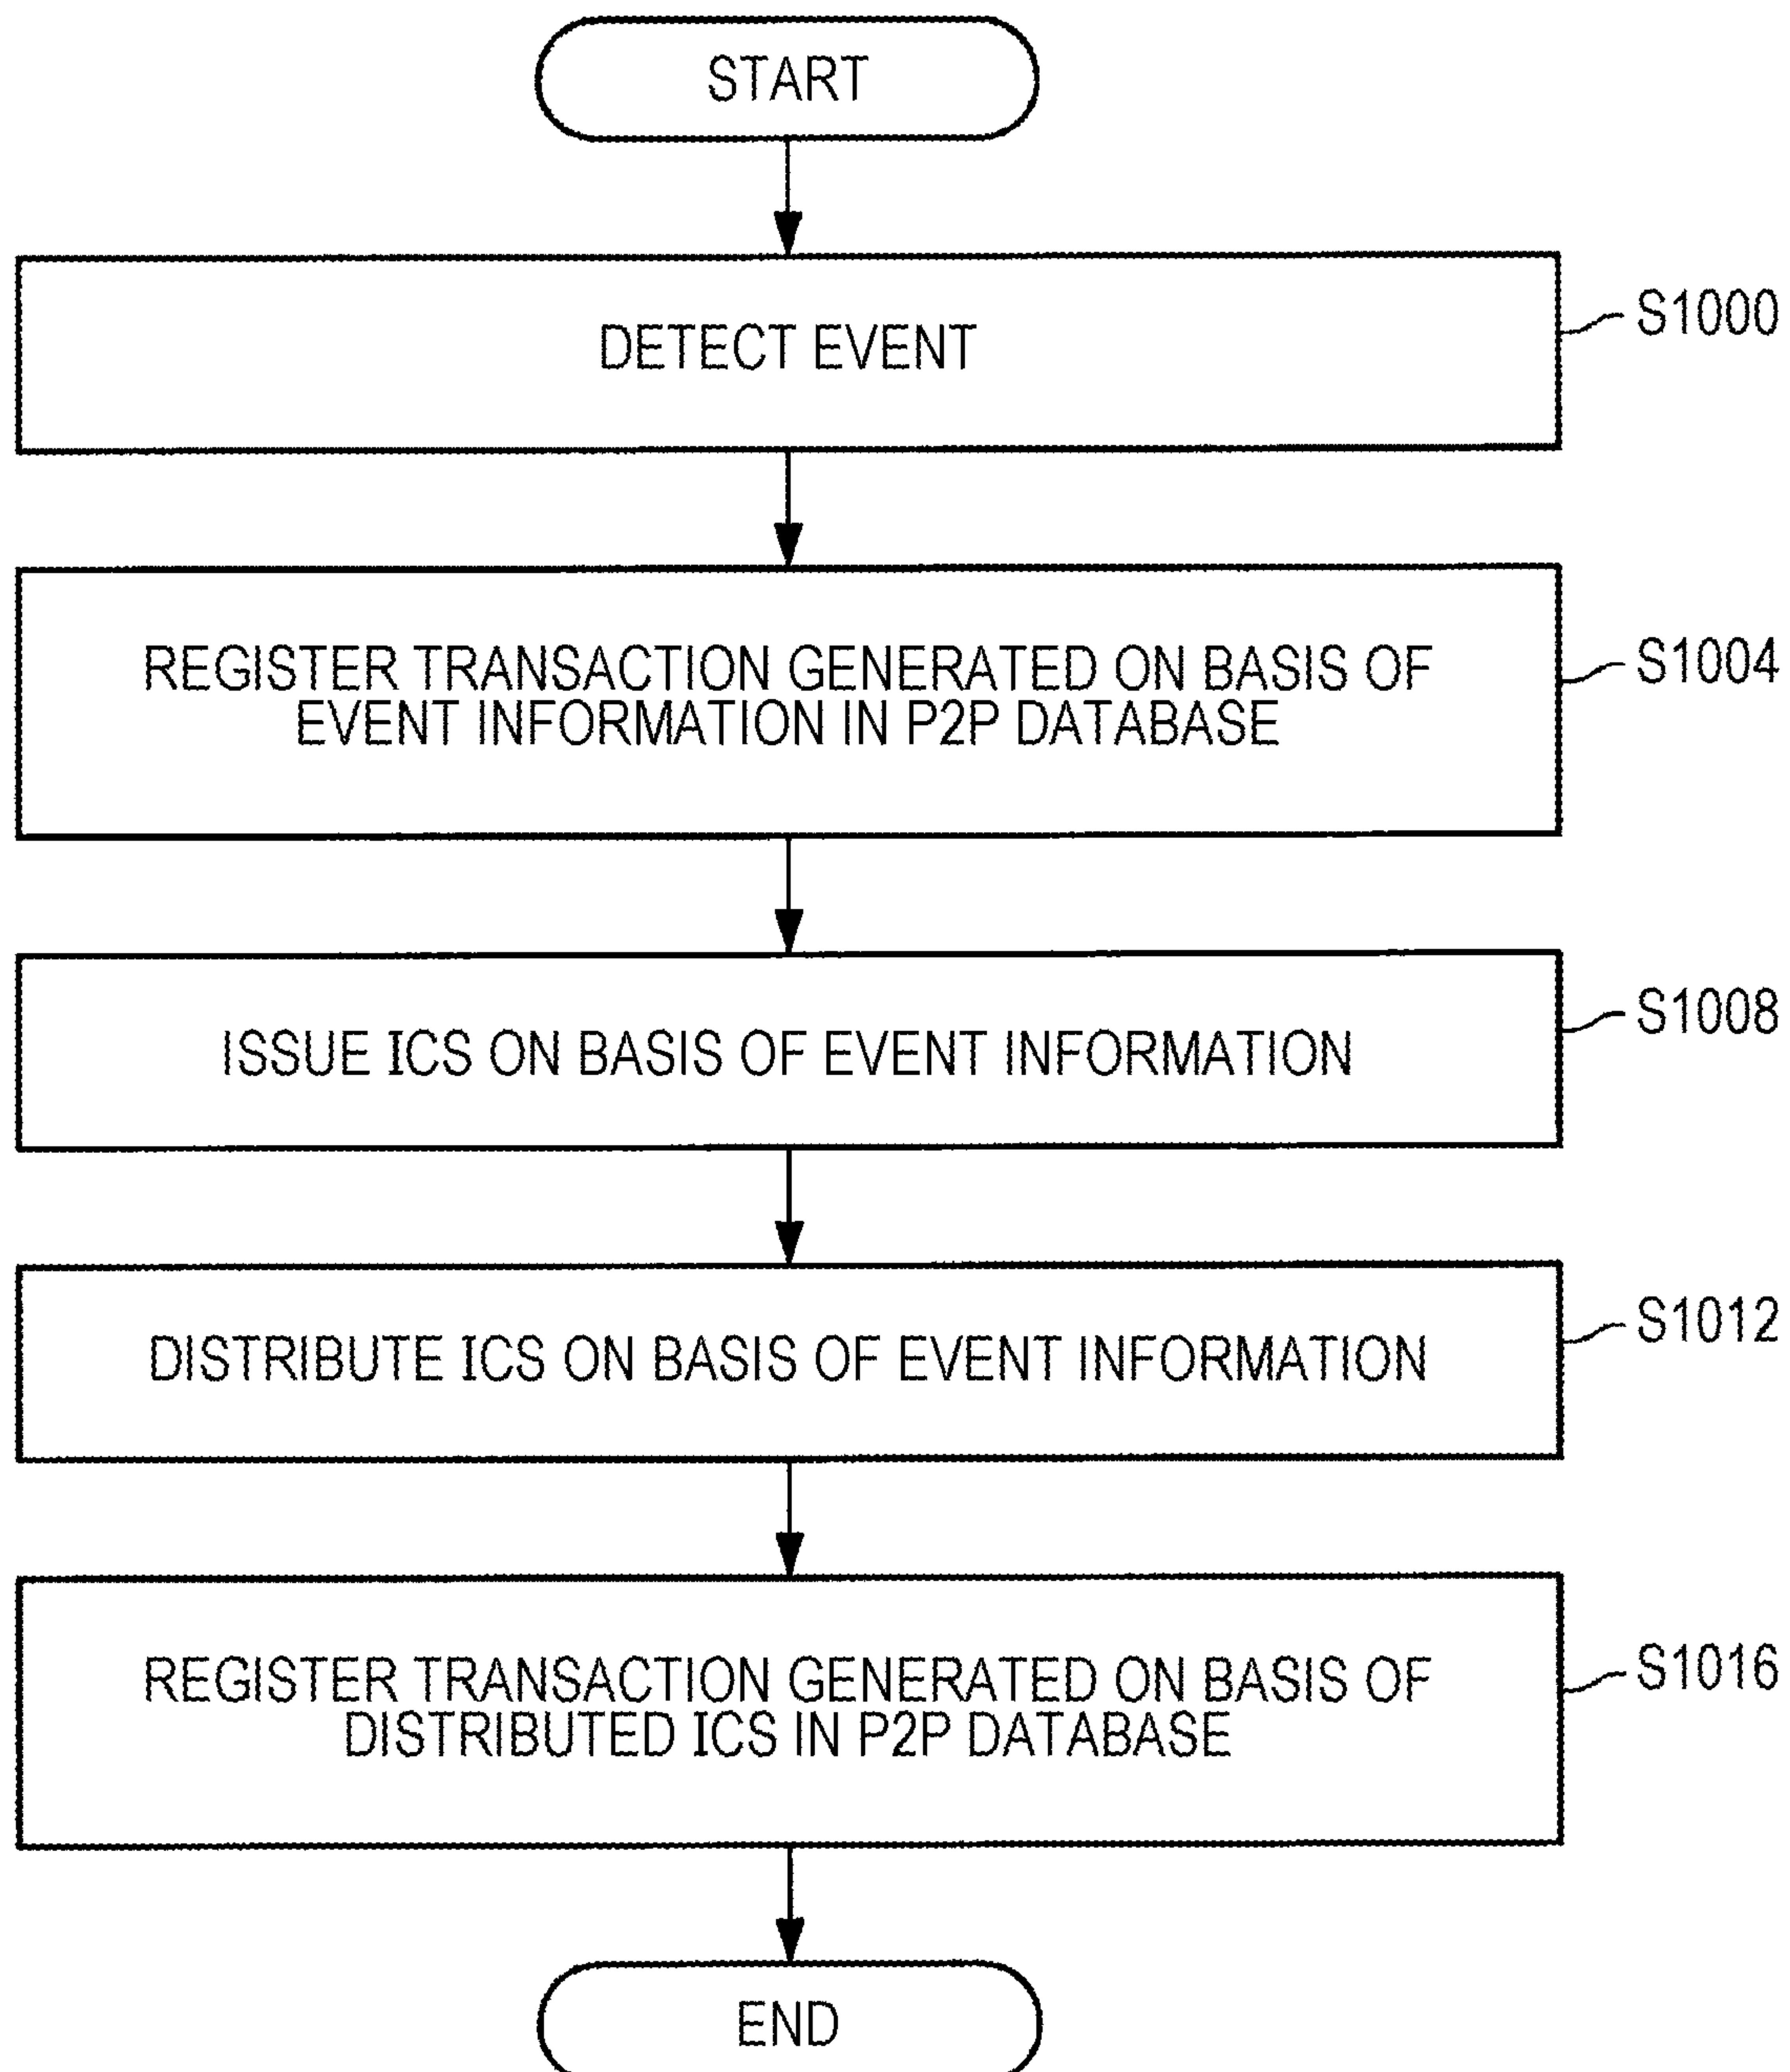 START
DETECT EVENT
S1000
REGISTER TRANSACTION GENERATED ON BASIS OF
EVENT INFORMATION IN P2P DATABASE
S1004
ISSUE ICS ON BASIS OF EVENT INFORMATION
S1008
DISTRIBUTE ICS ON BASIS OF EVENT INFORMATION
S1012
REGISTER TRANSACTION GENERATED ON BASIS OF
DISTRIBUTED ICS IN P2P DATABASE
S1016
END